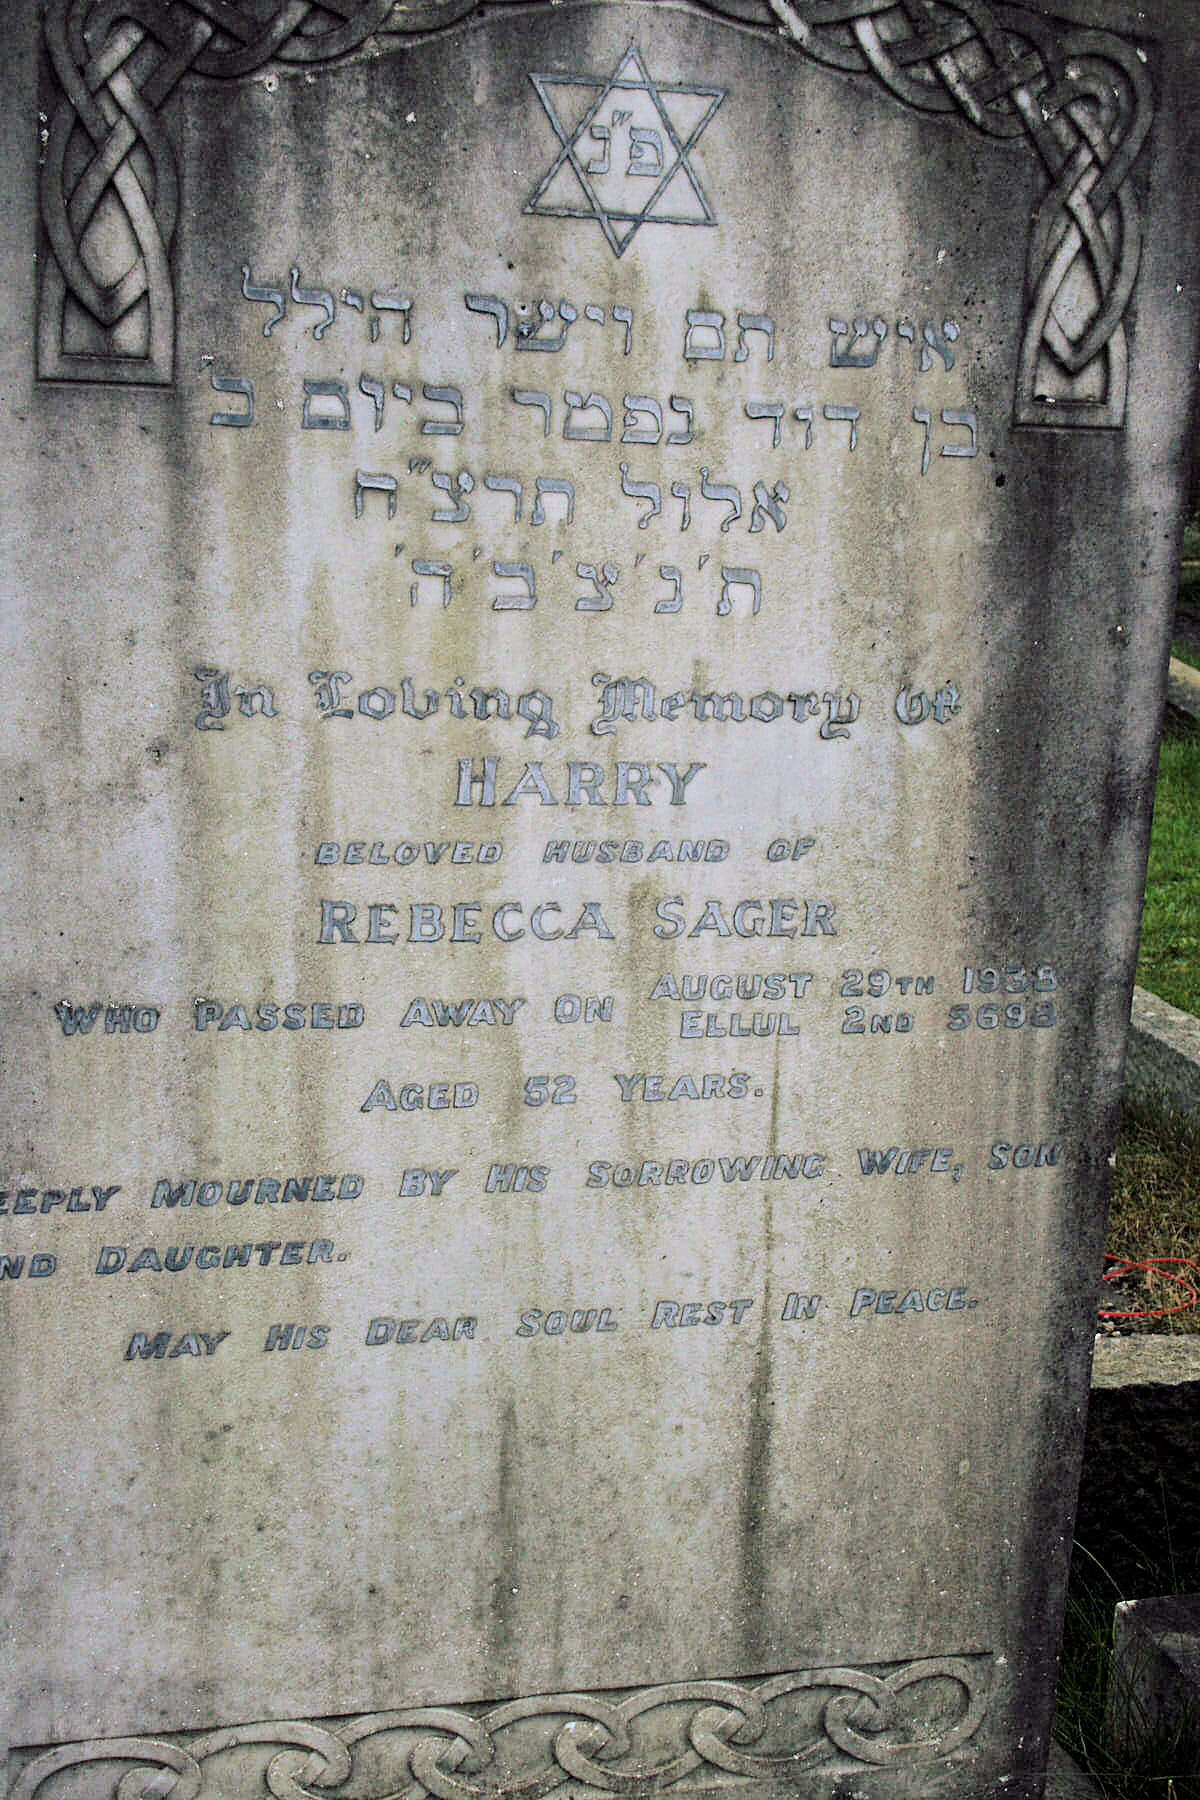 פ"נ
איש תם וישר הילל
בן דוד נפטר ביום ב
אלול תרצ"ח
ת'נ'צ'ב'ה'
In Loving Memory of
HARRY
BELOVED HUSBAND OF
REBECCA SAGER
WHO PASSED AWAY ON AUGUST 29TH 1938
ELLUL 2ND 5698
AGED 52 YEARS.
EEPLY MOURNED BY HIS SORROWING WIFE, SON
ND DAUGHTER.
MAY HIS DEAR SOUL REST IN PEACE.